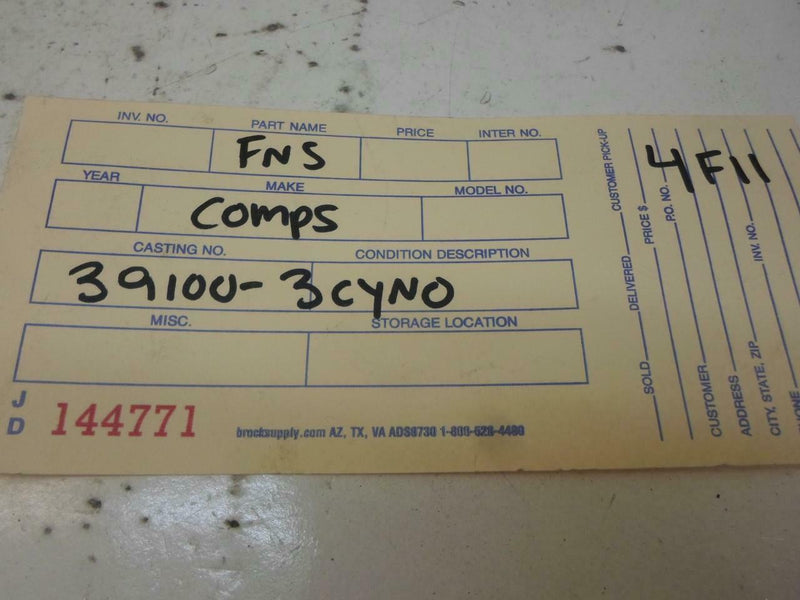 INV. NO. PART NAME PRICE INTER NO.
FNS
YEAR MAKE MODEL NO.
Comps
CASTING NO. CONDITION DESCRIPTION
39100-3CYNO
MISC. STORAGE LOCATION
J
D
144771
brocksupply.com AZ, TX, VA ADS8730 1-800-528-4400
SOLD DELIVERED CUSTOMER PICK-UP
PRICE $
P.O. NO.
4F11
CUSTOMER
ADDRESS INV. NO.
CITY, STATE, ZIP